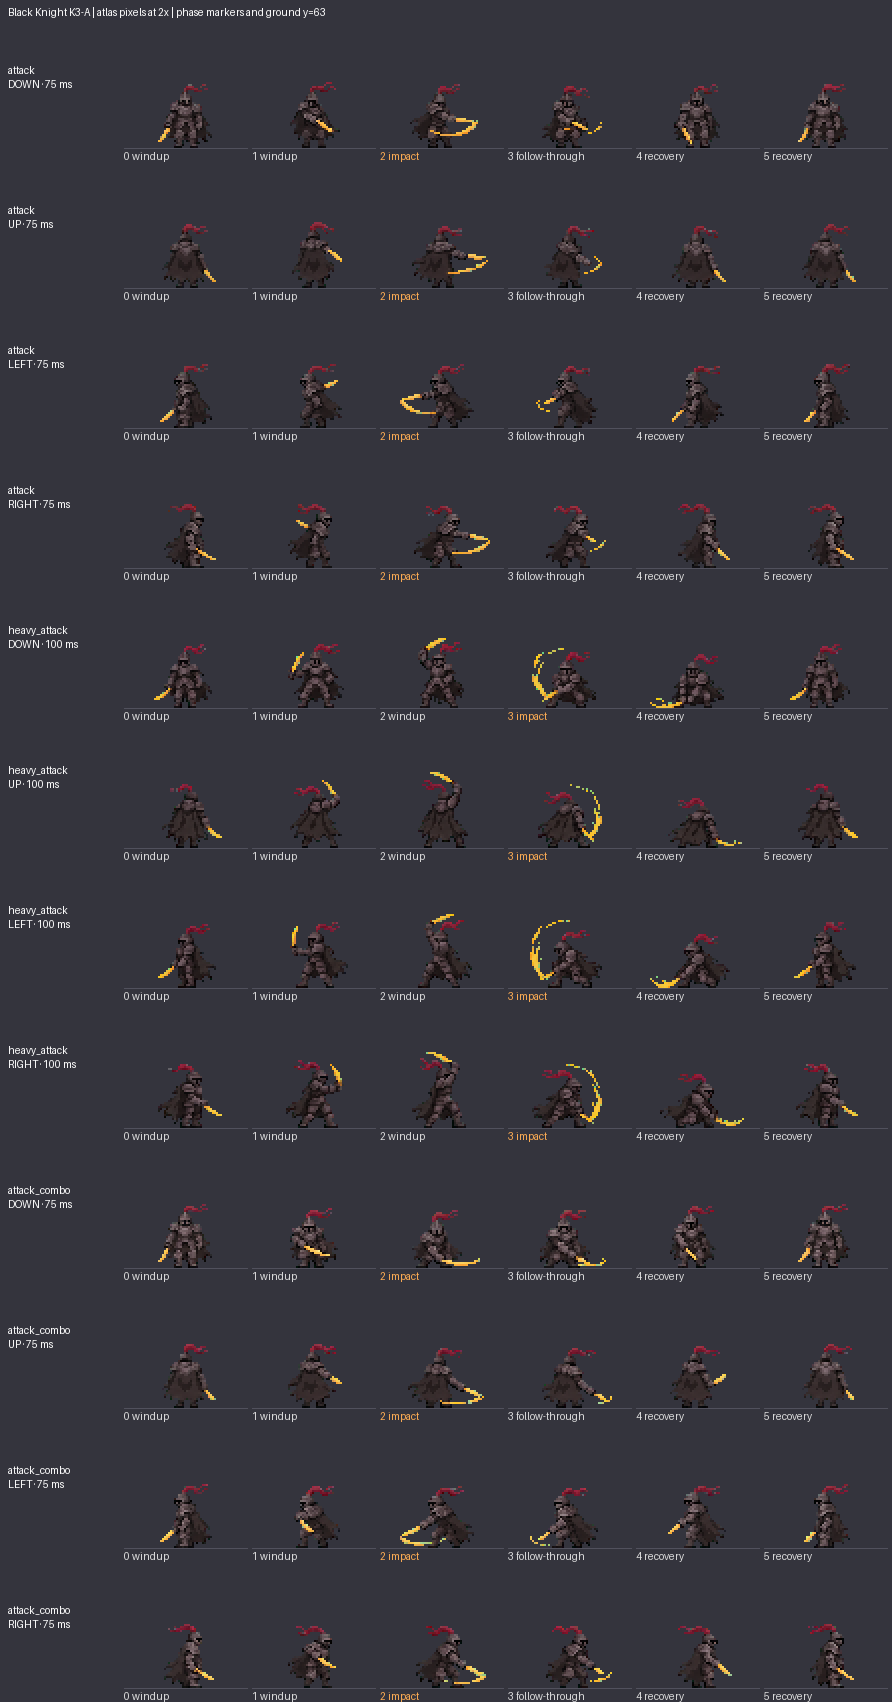 Black Knight K3-A | atlas pixels at 2x | phase markers and ground y=63
attack
DOWN · 75 ms
0 windup 1 windup 2 impact 3 follow-through 4 recovery 5 recovery
attack
UP · 75 ms
0 windup 1 windup 2 impact 3 follow-through 4 recovery 5 recovery
attack
LEFT · 75 ms
0 windup 1 windup 2 impact 3 follow-through 4 recovery 5 recovery
attack
RIGHT · 75 ms
0 windup 1 windup 2 impact 3 follow-through 4 recovery 5 recovery
heavy_attack
DOWN · 100 ms
0 windup 1 windup 2 windup 3 impact 4 recovery 5 recovery
heavy_attack
UP · 100 ms
0 windup 1 windup 2 windup 3 impact 4 recovery 5 recovery
heavy_attack
LEFT · 100 ms
0 windup 1 windup 2 windup 3 impact 4 recovery 5 recovery
heavy_attack
RIGHT · 100 ms
0 windup 1 windup 2 windup 3 impact 4 recovery 5 recovery
attack_combo
DOWN · 75 ms
0 windup 1 windup 2 impact 3 follow-through 4 recovery 5 recovery
attack_combo
UP · 75 ms
0 windup 1 windup 2 impact 3 follow-through 4 recovery 5 recovery
attack_combo
LEFT · 75 ms
0 windup 1 windup 2 impact 3 follow-through 4 recovery 5 recovery
attack_combo
RIGHT · 75 ms
0 windup 1 windup 2 impact 3 follow-through 4 recovery 5 recovery